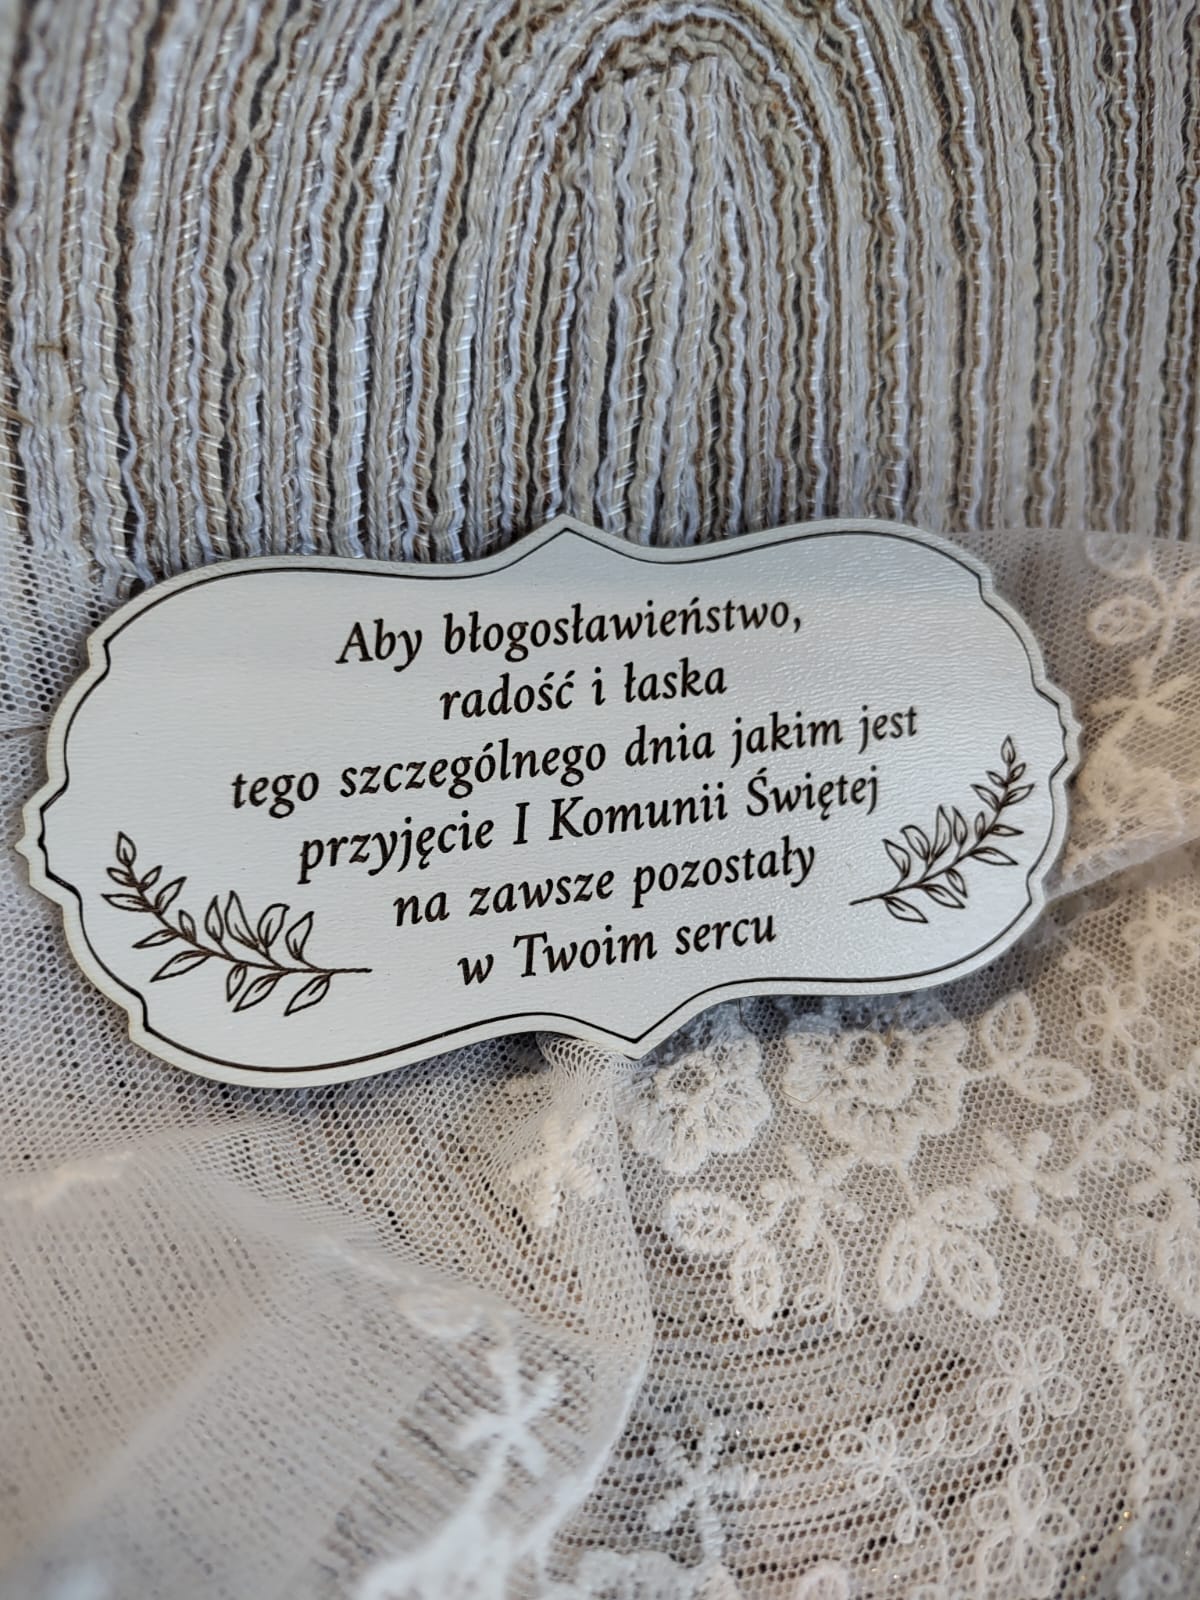 Aby błogosławieństwo,
radość i łaska
tego szczególnego dnia jakim jest
przyjęcie I Komunii Świętej
na zawsze pozostały
w Twoim sercu